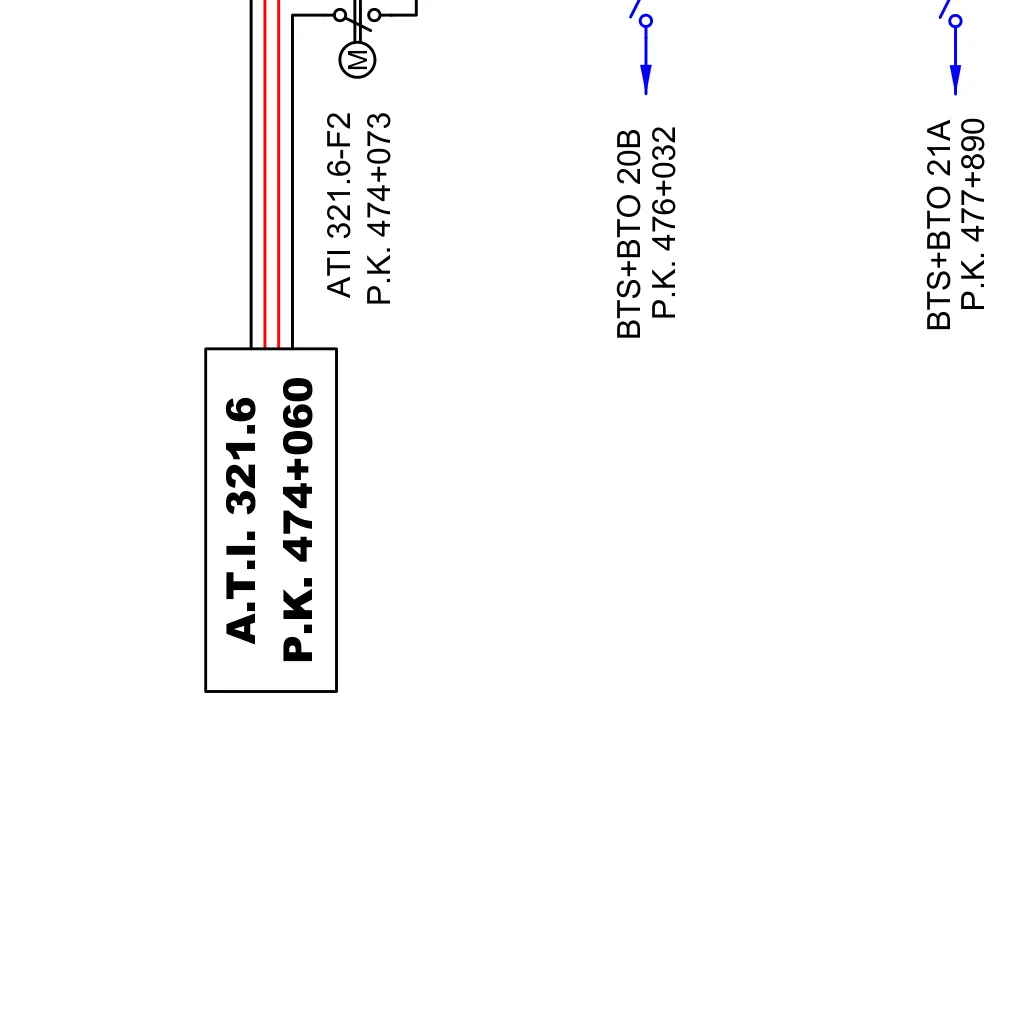 M
ATI 321.6-F2
P.K. 474+073
BTS+BTO 20B
P.K. 476+032
BTS+BTO 21A
P.K. 477+890
A.T.I. 321.6
P.K. 474+060